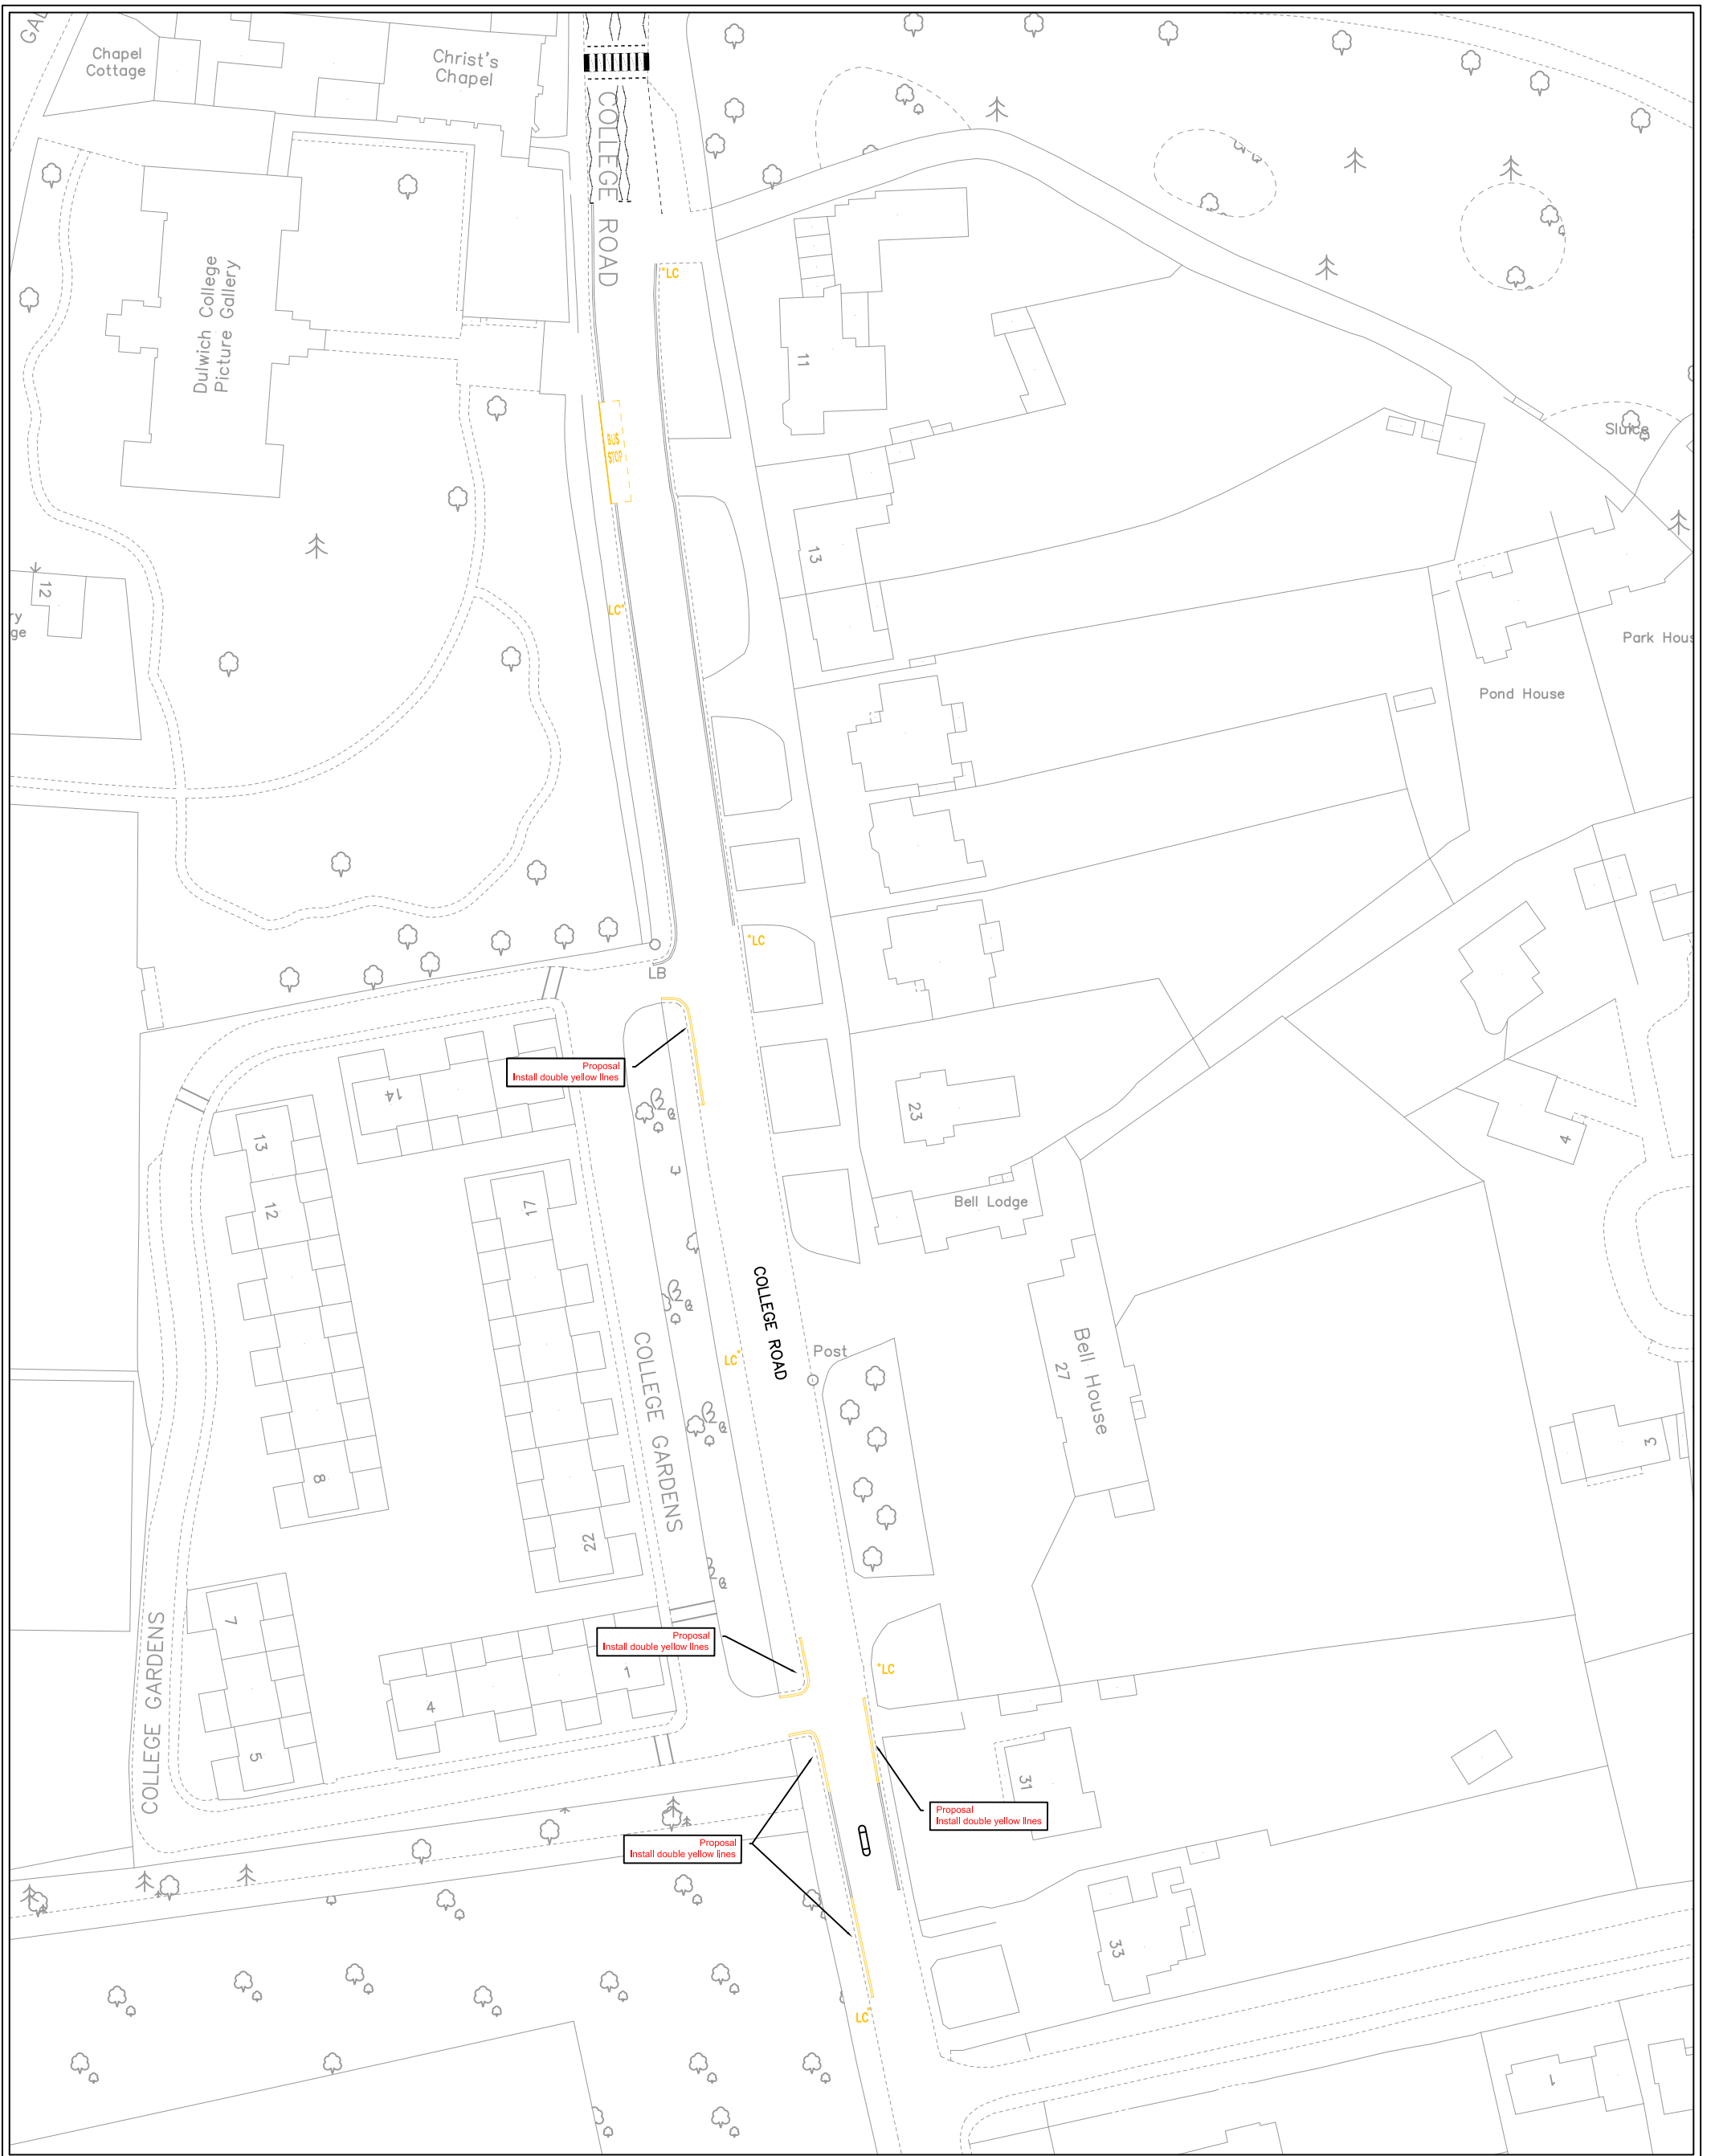 Chapel
Cottage
Christ's
Chapel
COLLEGE ROAD
*LC
Dulwich College
Picture Gallery
11
BUS
STOP
Sluice
13
12
ry
ge
LC*
Park Hous
Pond House
*LC
LB
Proposal
Install double yellow lines
14
23
13
4
12
17
Bell Lodge
COLLEGE ROAD
Post
LC*
Bell House
27
COLLEGE GARDENS
3
8
22
7
Proposal
Install double yellow lines
1
*LC
4
COLLEGE GARDENS
5
31
Proposal
Install double yellow lines
Proposal
Install double yellow lines
33
LC*
1